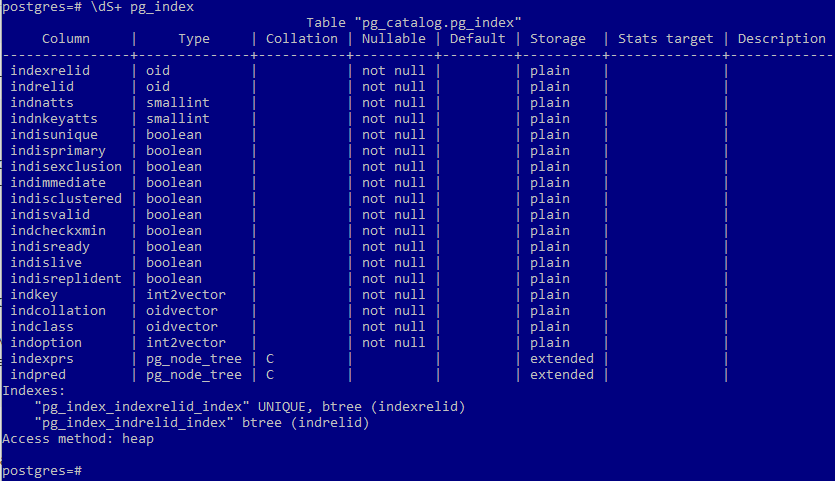 postgres=# \dS+ pg_index
                                      Table "pg_catalog.pg_index"
     Column     |     Type     | Collation | Nullable | Default | Storage  | Stats target | Description
----------------+--------------+-----------+----------+---------+----------+--------------+-------------
 indexrelid     | oid          |           | not null |         | plain    |              |
 indrelid       | oid          |           | not null |         | plain    |              |
 indnatts       | smallint     |           | not null |         | plain    |              |
 indnkeyatts    | smallint     |           | not null |         | plain    |              |
 indisunique    | boolean      |           | not null |         | plain    |              |
 indisprimary   | boolean      |           | not null |         | plain    |              |
 indisexclusion | boolean      |           | not null |         | plain    |              |
 indimmediate   | boolean      |           | not null |         | plain    |              |
 indisclustered | boolean      |           | not null |         | plain    |              |
 indisvalid     | boolean      |           | not null |         | plain    |              |
 indcheckxmin   | boolean      |           | not null |         | plain    |              |
 indisready     | boolean      |           | not null |         | plain    |              |
 indislive      | boolean      |           | not null |         | plain    |              |
 indisreplident | boolean      |           | not null |         | plain    |              |
 indkey         | int2vector   |           | not null |         | plain    |              |
 indcollation   | oidvector    |           | not null |         | plain    |              |
 indclass       | oidvector    |           | not null |         | plain    |              |
 indoption      | int2vector   |           | not null |         | plain    |              |
 indexprs       | pg_node_tree | C         |          |         | extended |              |
 indpred        | pg_node_tree | C         |          |         | extended |              |
Indexes:
    "pg_index_indexrelid_index" UNIQUE, btree (indexrelid)
    "pg_index_indrelid_index" btree (indrelid)
Access method: heap

postgres=#